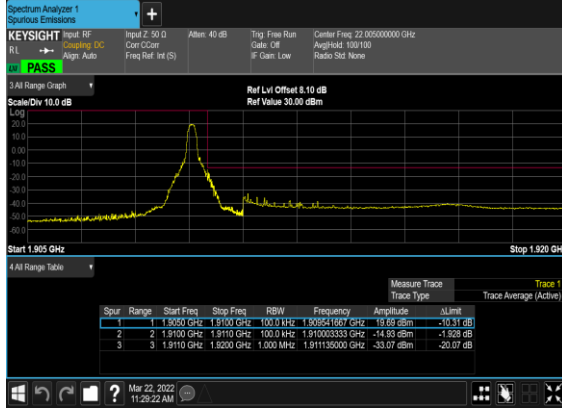 Spectrum Analyzer 1
Spurious Emissions
+
KEYSIGHT Input: RF Input Z: 50 Ω Atten: 40 dB Trig: Free Run Center Freq: 22.005000000 GHz
RL Coupling: DC Corr CCorr Gate: Off Avg|Hold: 100/100
Align: Auto Freq Ref: Int (S) IF Gain: Low Radio Std: None
PASS
3 All Range Graph
Ref Lvl Offset 8.10 dB
Scale/Div 10.0 dB Ref Value 30.00 dBm
Log
20.0
10.0
0.00
-10.0
-20.0
-30.0
-40.0
-50.0
-60.0
Start 1.905 GHz Stop 1.920 GH
4 All Range Table
Measure Trace Trace 1
Trace Type Trace Average (Active)
Spur Range Start Freq Stop Freq RBW Frequency Amplitude ΔLimit
1 1 1.9050 GHz 1.9100 GHz 100.0 kHz 1.909541667 GHz 19.69 dBm -10.31 dB
2 2 1.9100 GHz 1.9110 GHz 100.0 kHz 1.910003333 GHz -14.93 dBm -1.928 dB
3 3 1.9110 GHz 1.9200 GHz 1.000 MHz 1.911135000 GHz -33.07 dBm -20.07 dB
? Mar 22, 2022
11:29:22 AM